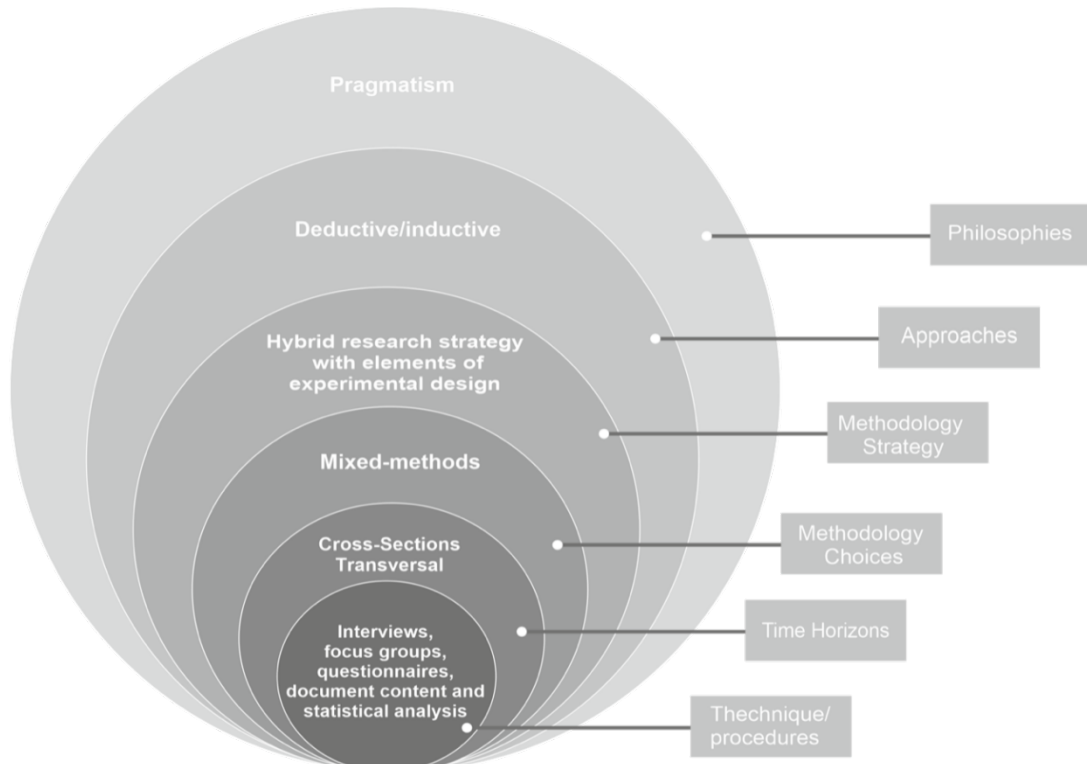 Pragmatism
Deductive/inductive
Hybrid research strategy
with elements of
experimental design
Mixed-methods
Cross-Sections
Transversal
Interviews,
focus groups,
questionnaires,
document content and
statistical analysis
Philosophies
Approaches
Methodology
Strategy
Methodology
Choices
Time Horizons
Thechnique/
procedures